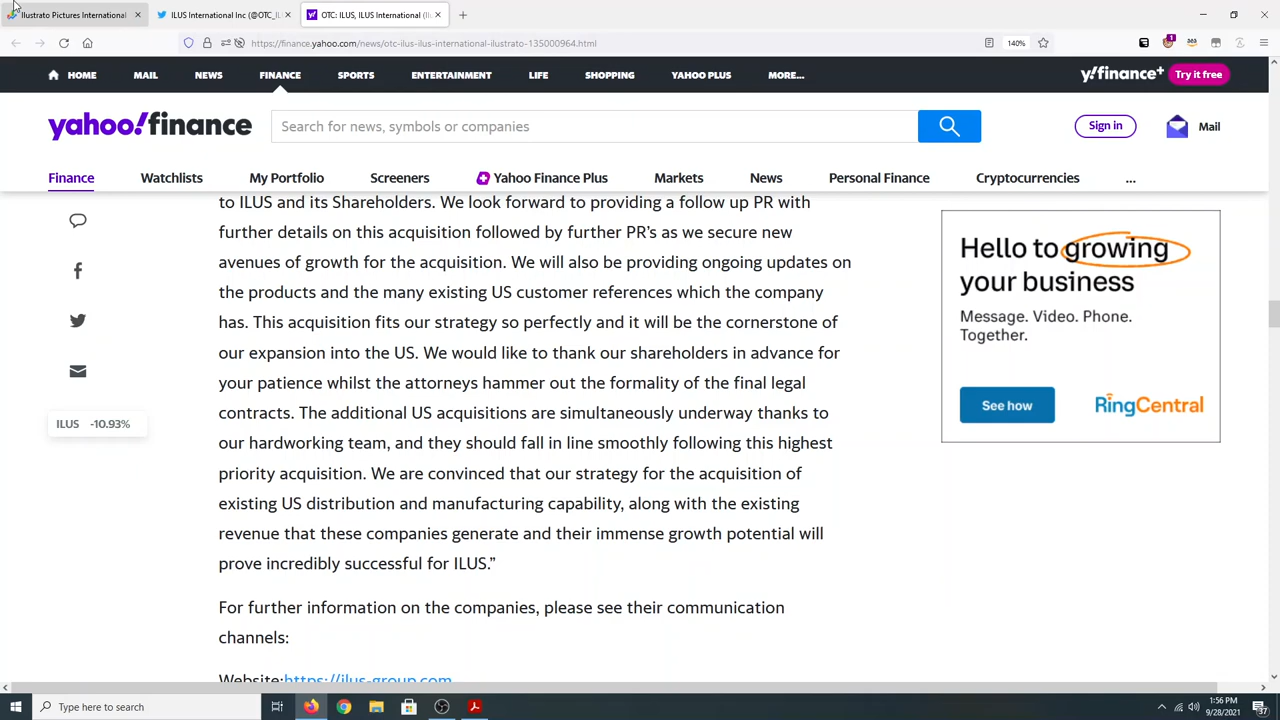 Ilustrato Pictures International
ILUS International Inc (@OTC_IL
OTC: ILUS, ILUS International (Il
https://finance.yahoo.com/news/otc-ilus-ilus-international-ilustrato-135000964.html
140%
1
HOME MAIL NEWS FINANCE SPORTS ENTERTAINMENT LIFE SHOPPING YAHOO PLUS MORE...
y!finance+ Try it free
yahoo!finance
Search for news, symbols or companies
Sign in
Mail
Finance Watchlists My Portfolio Screeners Yahoo Finance Plus Markets News Personal Finance Cryptocurrencies ...
to ILUS and its Shareholders. We look forward to providing a follow up PR with
further details on this acquisition followed by further PR's as we secure new
avenues of growth for the acquisition. We will also be providing ongoing updates on
the products and the many existing US customer references which the company
has. This acquisition fits our strategy so perfectly and it will be the cornerstone of
our expansion into the US. We would like to thank our shareholders in advance for
your patience whilst the attorneys hammer out the formality of the final legal
contracts. The additional US acquisitions are simultaneously underway thanks to
our hardworking team, and they should fall in line smoothly following this highest
priority acquisition. We are convinced that our strategy for the acquisition of
existing US distribution and manufacturing capability, along with the existing
revenue that these companies generate and their immense growth potential will
prove incredibly successful for ILUS.”
For further information on the companies, please see their communication
channels:
Website:https://ilus-group.com
ILUS -10.93%
Hello to growing
your business
Message. Video. Phone.
Together.
See how
RingCentral
Type here to search
1:56 PM
9/28/2021
37